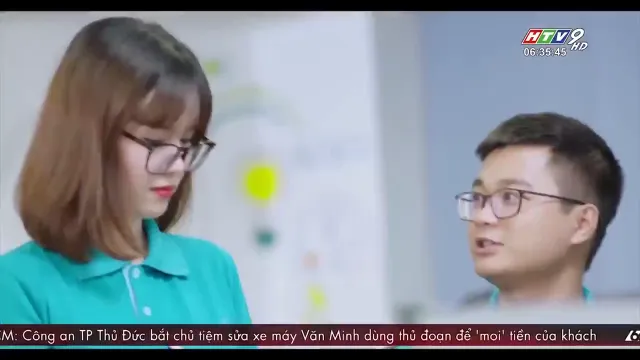 HTV9 HD
06:35:45
CM: Công an TP Thủ Đức bắt chủ tiệm sửa xe máy Văn Minh dùng thủ đoạn để 'moi' tiền của khách